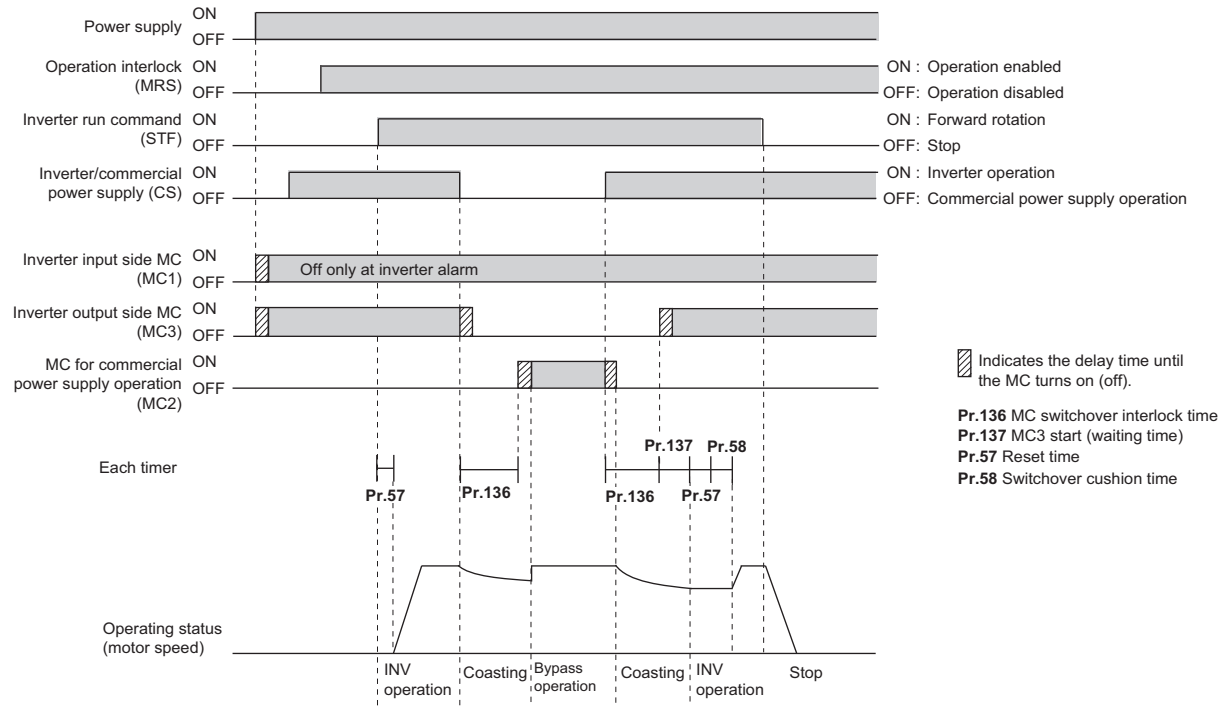 Power supply
ON
OFF
Operation interlock
(MRS)
ON
OFF
ON : Operation enabled
OFF: Operation disabled
Inverter run command
(STF)
ON
OFF
ON : Forward rotation
OFF: Stop
Inverter/commercial
power supply (CS)
ON
OFF
ON : Inverter operation
OFF: Commercial power supply operation
Inverter input side MC
(MC1)
ON
OFF
Off only at inverter alarm
Inverter output side MC
(MC3)
ON
OFF
MC for commercial
power supply operation
(MC2)
ON
OFF
Indicates the delay time until
the MC turns on (off).
Pr.136 MC switchover interlock time
Pr.137 MC3 start (waiting time)
Pr.57 Reset time
Pr.58 Switchover cushion time
Each timer
Pr.57
Pr.136
Pr.136
Pr.137
Pr.57
Pr.58
Operating status
(motor speed)
INV
operation
Coasting
Bypass
operation
Coasting
INV
operation
Stop